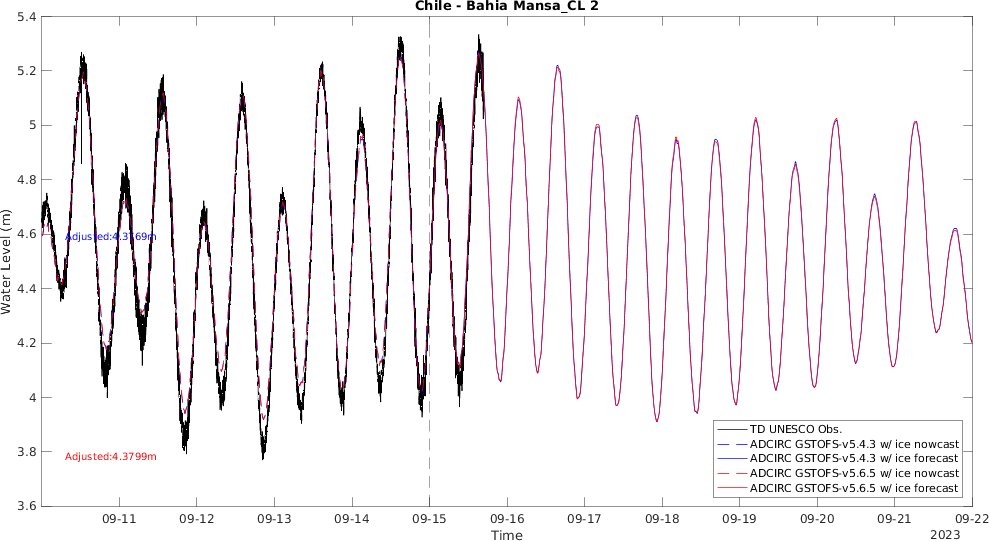 Chile - Bahia Mansa_CL 2
5.4
5.2
5
4.8
4.6
4.4
4.2
4
3.8
3.6
Water Level (m)
Adjusted:4.3769m
Adjusted:4.3799m
TD UNESCO Obs.
ADCIRC GSTOFS-v5.4.3 w/ ice nowcast
ADCIRC GSTOFS-v5.4.3 w/ ice forecast
ADCIRC GSTOFS-v5.6.5 w/ ice nowcast
ADCIRC GSTOFS-v5.6.5 w/ ice forecast
09-11 09-12 09-13 09-14 09-15 09-16 09-17 09-18 09-19 09-20 09-21 09-22
Time
2023